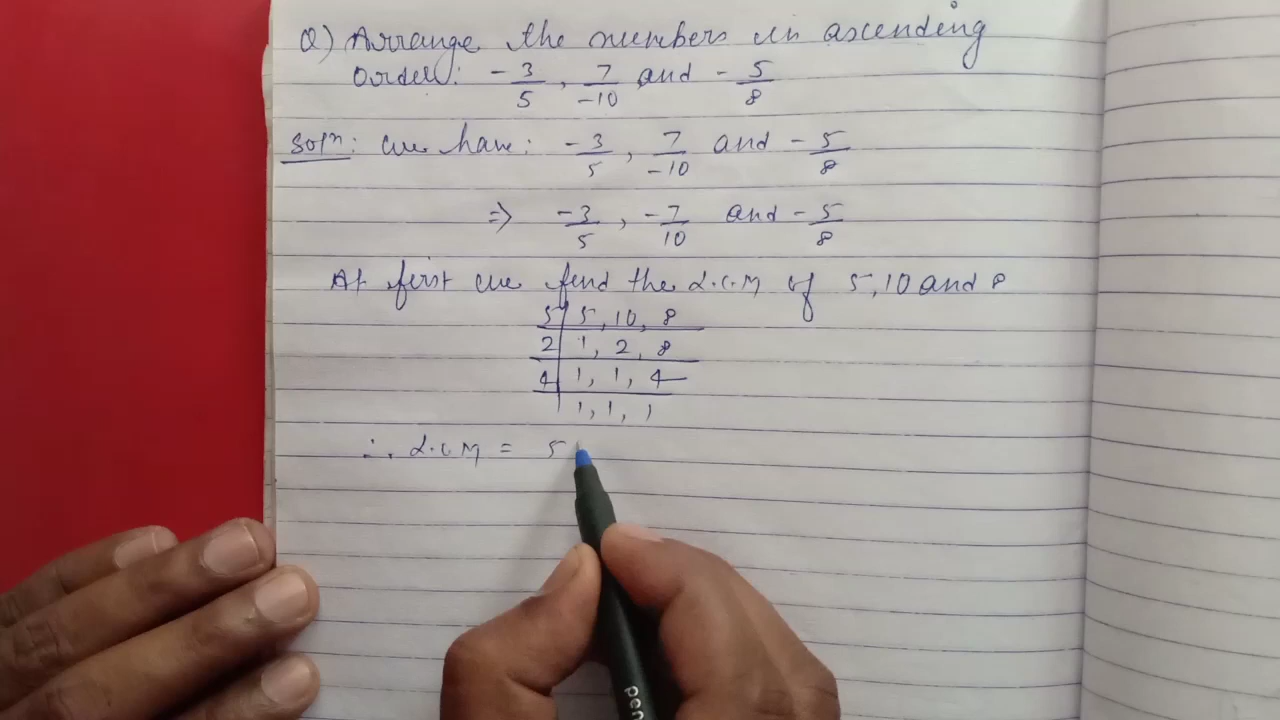 Q) Arrange the numbers in ascending
order: -3/5, 7/-10 and -5/8
Solⁿ: we have: -3/5, 7/-10 and -5/8
⇒ -3/5, -7/10 and -5/8
At first we find the L.C.M of 5, 10 and 8
5 | 5, 10, 8
2 | 1, 2, 8
4 | 1, 1, 4
1, 1, 1
∴ L.C.M = 5
pen